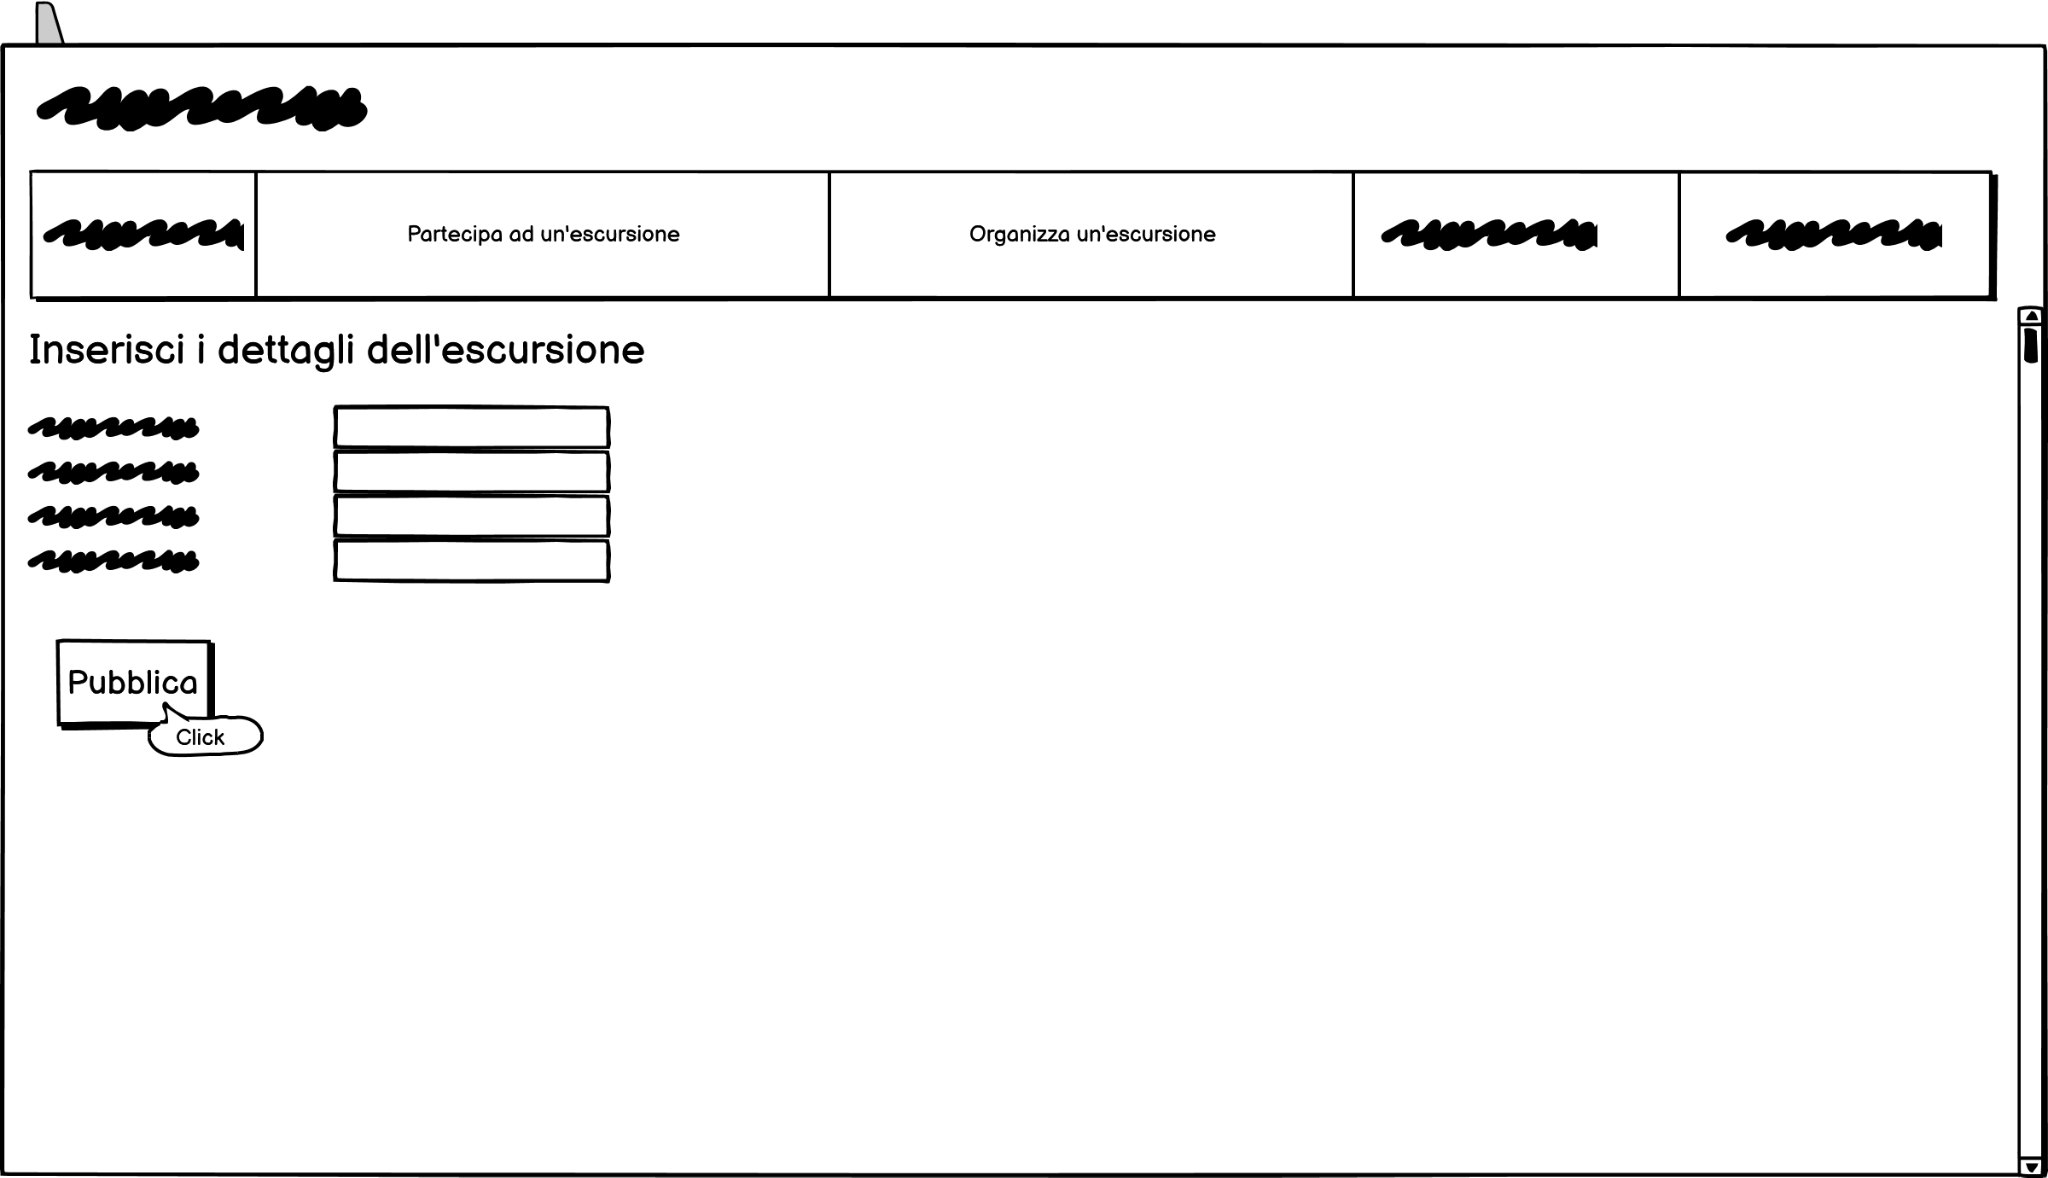 Partecipa ad un'escursione
Organizza un'escursione
Inserisci i dettagli dell'escursione
Pubblica
Click